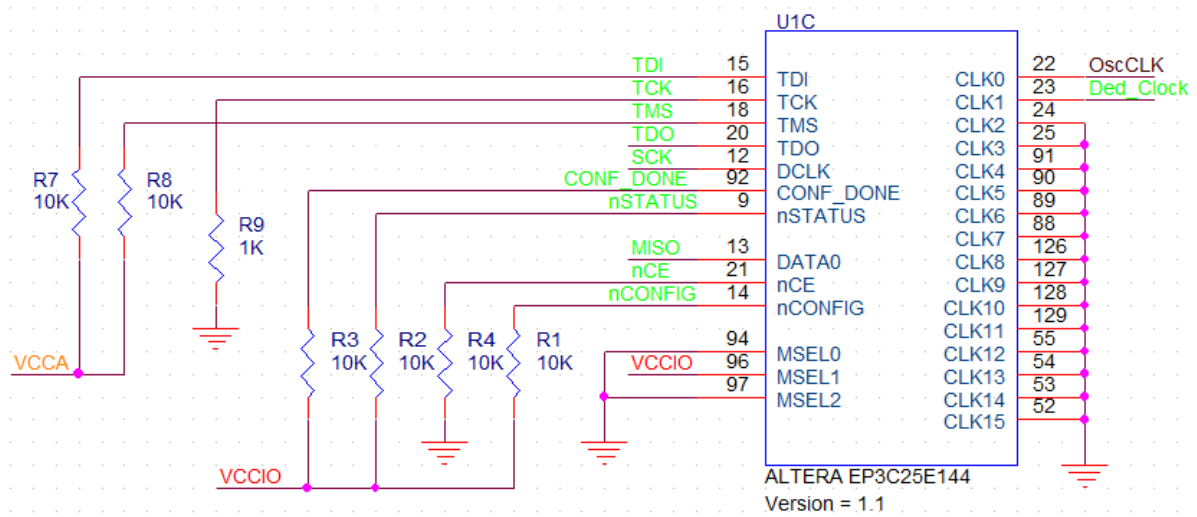 U1C
TDI 15 TDI CLK0 22 OscCLK
TCK 16 TCK CLK1 23 Ded_Clock
TMS 18 TMS CLK2 24
TDO 20 TDO CLK3 25
SCK 12 DCLK CLK4 91
CONF_DONE 92 CONF_DONE CLK5 90
nSTATUS 9 nSTATUS CLK6 89
CLK7 88
MISO 13 DATA0 CLK8 126
nCE 21 nCE CLK9 127
nCONFIG 14 nCONFIG CLK10 128
CLK11 129
94 MSEL0 CLK12 55
VCCIO 96 MSEL1 CLK13 54
97 MSEL2 CLK14 53
CLK15 52
R7
10K
R8
10K
R9
1K
R3
10K
R2
10K
R4
10K
R1
10K
VCCA
VCCIO
ALTERA EP3C25E144
Version = 1.1